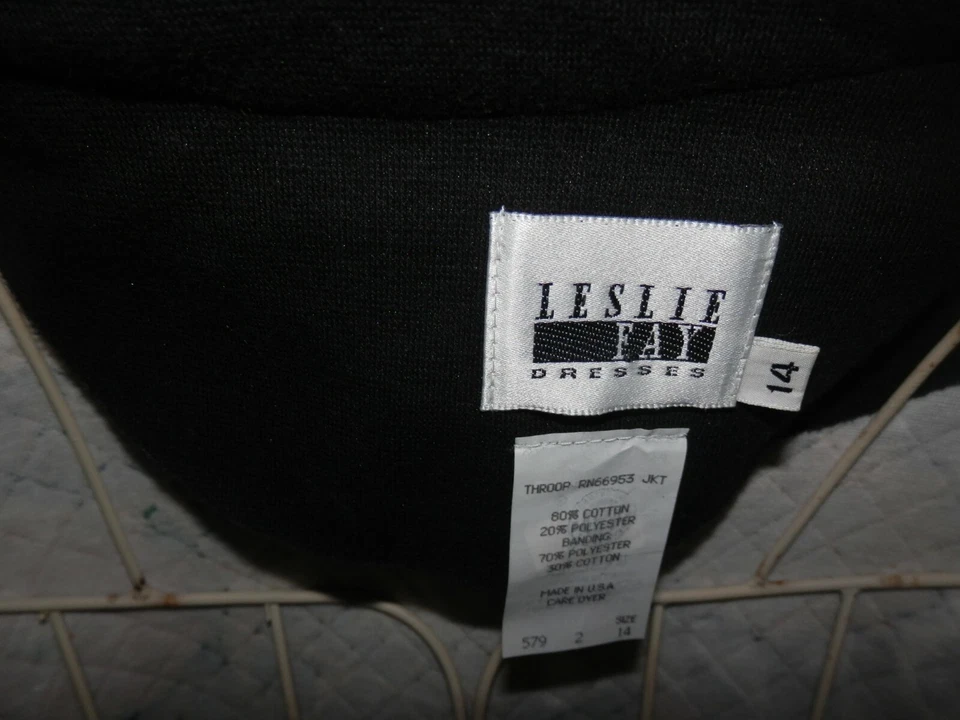 LESLIE
FAY
DRESSES
14
THROOP RN66953 JKT
80% COTTON
20% POLYESTER
BANDING:
70% POLYESTER
30% COTTON
MADE IN U.S.A
CARE OVER
SIZE
579 2 14